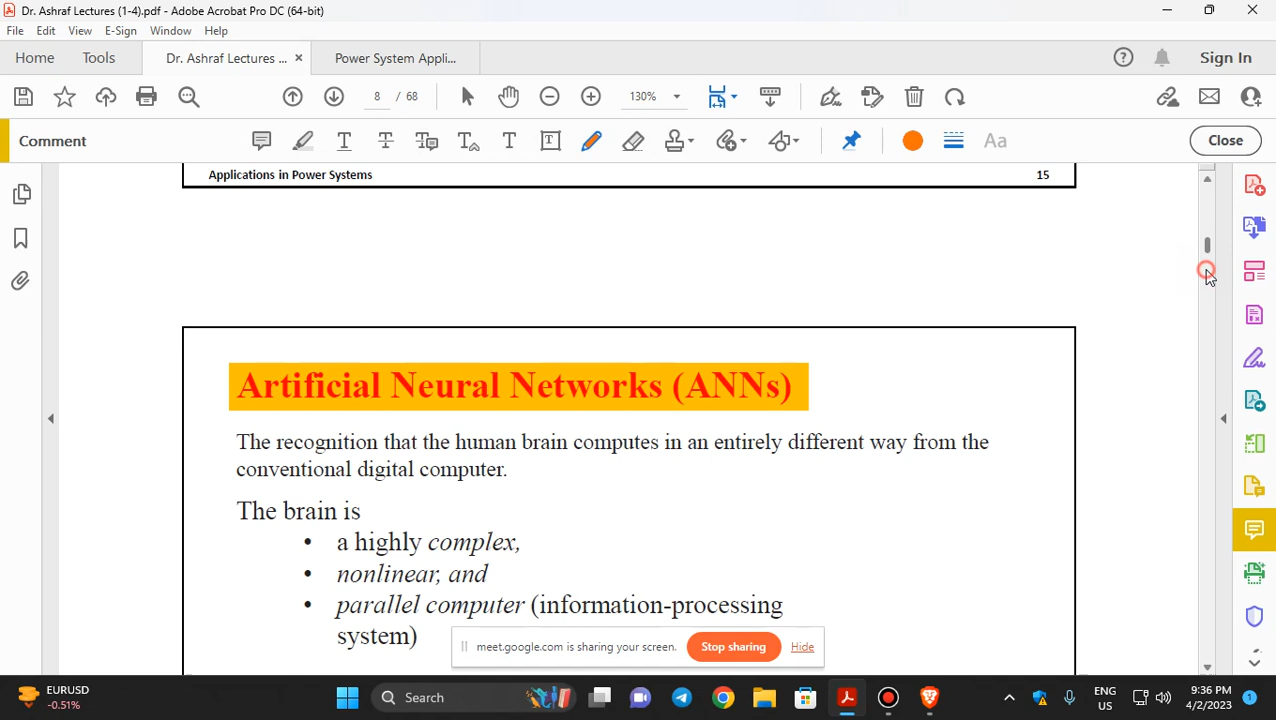 Dr. Ashraf Lectures (1-4).pdf - Adobe Acrobat Pro DC (64-bit)
File Edit View E-Sign Window Help
Home Tools Dr. Ashraf Lectures ... × Power System Appli... Sign In
8 / 68 130%
Comment Aa Close
Applications in Power Systems 15
Artificial Neural Networks (ANNs)
The recognition that the human brain computes in an entirely different way from the
conventional digital computer.
The brain is
• a highly complex,
• nonlinear, and
• parallel computer (information-processing
system)
meet.google.com is sharing your screen. Stop sharing Hide
EURUSD
-0.51%
Search
ENG
US
9:36 PM
4/2/2023
1